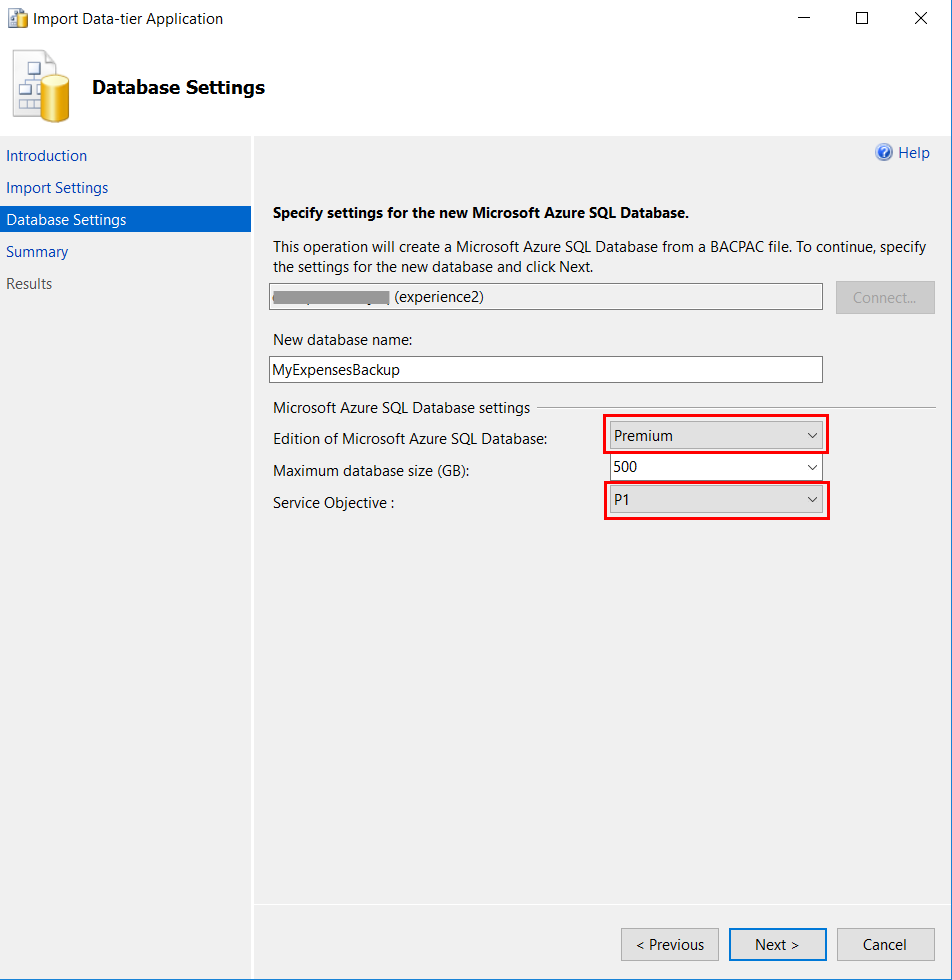 Import Data-tier Application
Database Settings
Introduction
Import Settings
Database Settings
Summary
Results
Help
Specify settings for the new Microsoft Azure SQL Database.
This operation will create a Microsoft Azure SQL Database from a BACPAC file. To continue, specify
the settings for the new database and click Next.
(experience2)
Connect...
New database name:
MyExpensesBackup
Microsoft Azure SQL Database settings
Edition of Microsoft Azure SQL Database: Premium
Maximum database size (GB): 500
Service Objective : P1
< Previous Next > Cancel